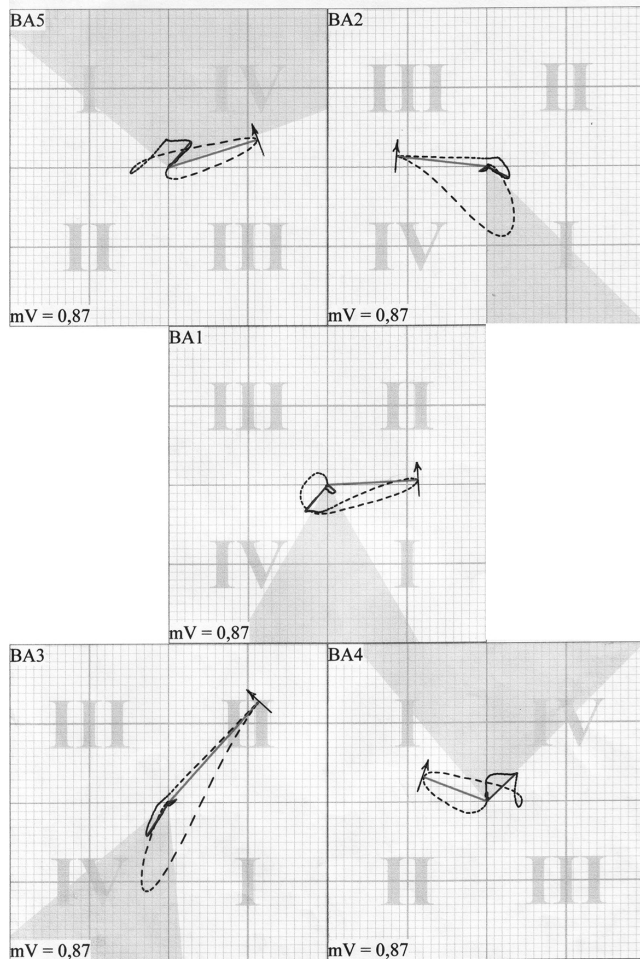 BA5
I IV
II III
mV = 0,87
BA2
III II
IV I
mV = 0,87
BA1
III II
IV I
mV = 0,87
BA3
III II
IV I
mV = 0,87
BA4
I IV
II III
mV = 0,87